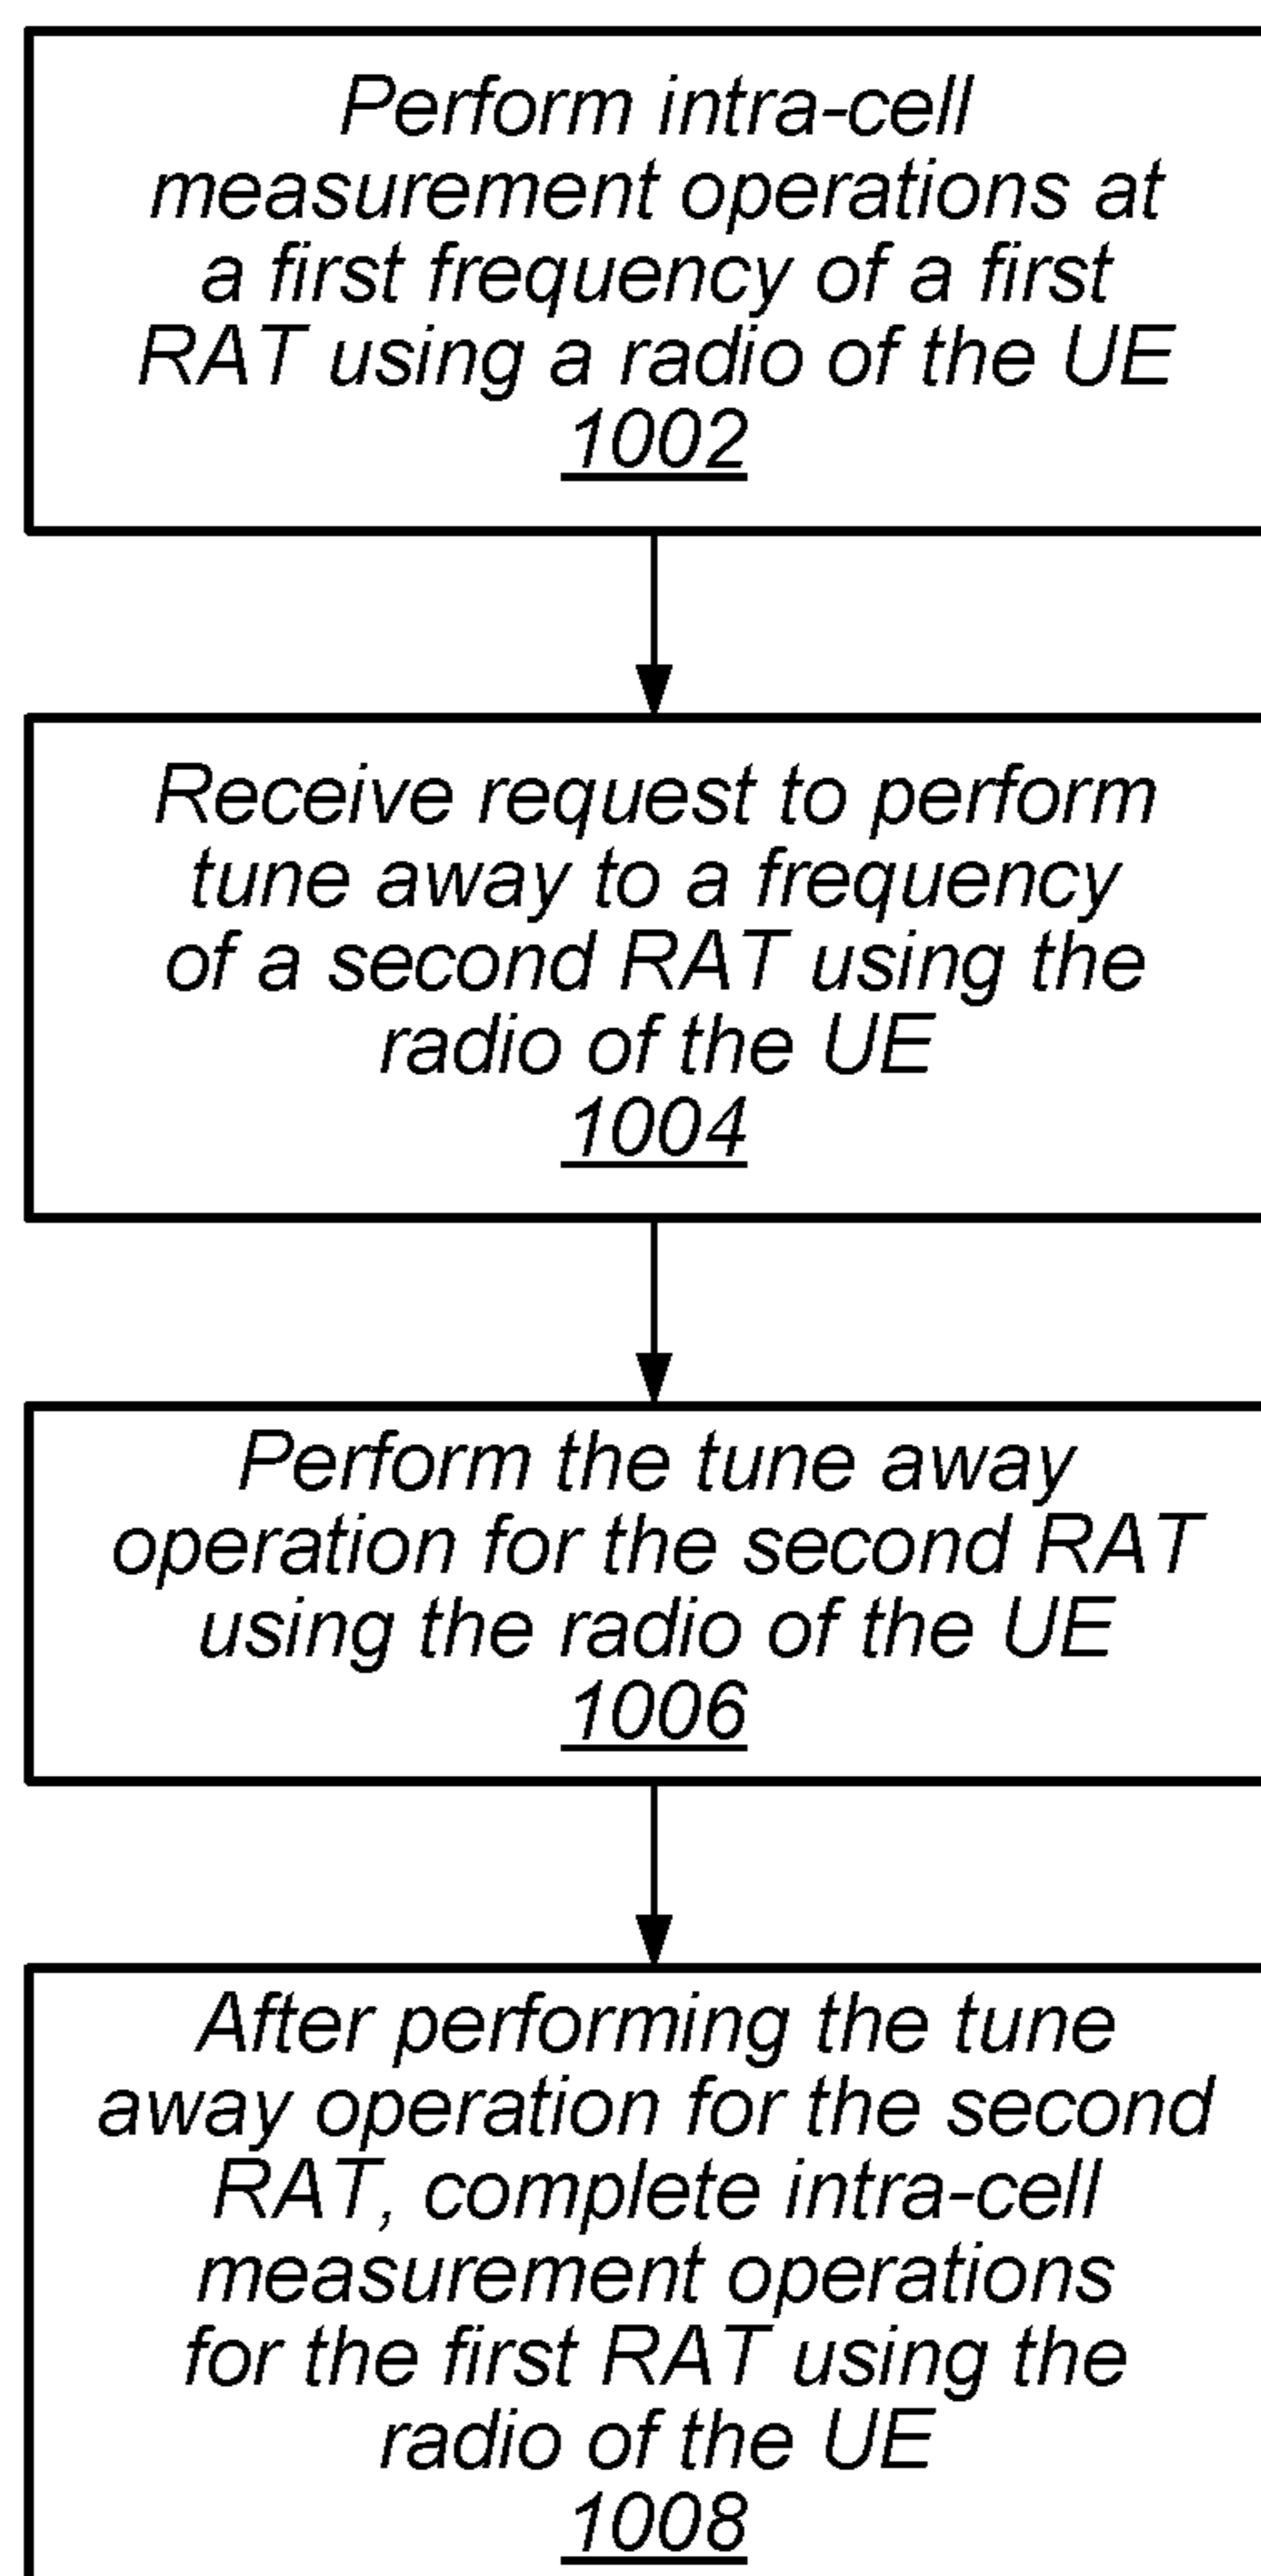 Perform intra-cell
measurement operations at
a first frequency of a first
RAT using a radio of the UE
1002
Receive request to perform
tune away to a frequency
of a second RAT using the
radio of the UE
1004
Perform the tune away
operation for the second RAT
using the radio of the UE
1006
After performing the tune
away operation for the second
RAT, complete intra-cell
measurement operations
for the first RAT using the
radio of the UE
1008